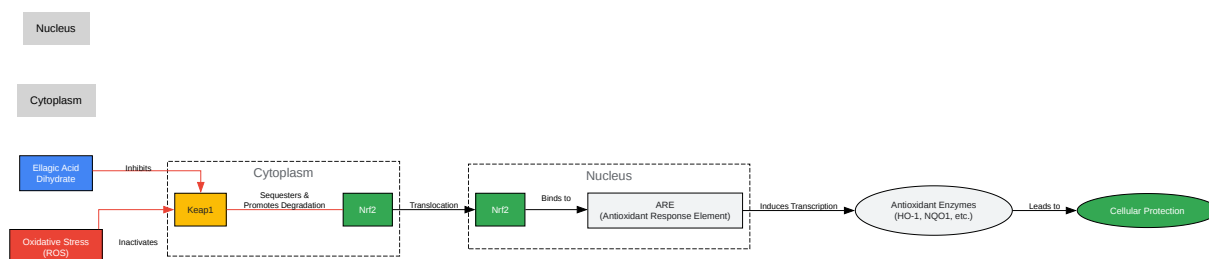 Nucleus
Cytoplasm
Ellagic Acid
Dihydrate
Inhibits
Cytoplasm
Keap1
Sequesters &
Promotes Degradation
Nrf2
Translocation
Nucleus
Nrf2
Binds to
ARE
(Antioxidant Response Element)
Induces Transcription
Antioxidant Enzymes
(HO-1, NQO1, etc.)
Leads to
Cellular Protection
Oxidative Stress
(ROS)
Inactivates